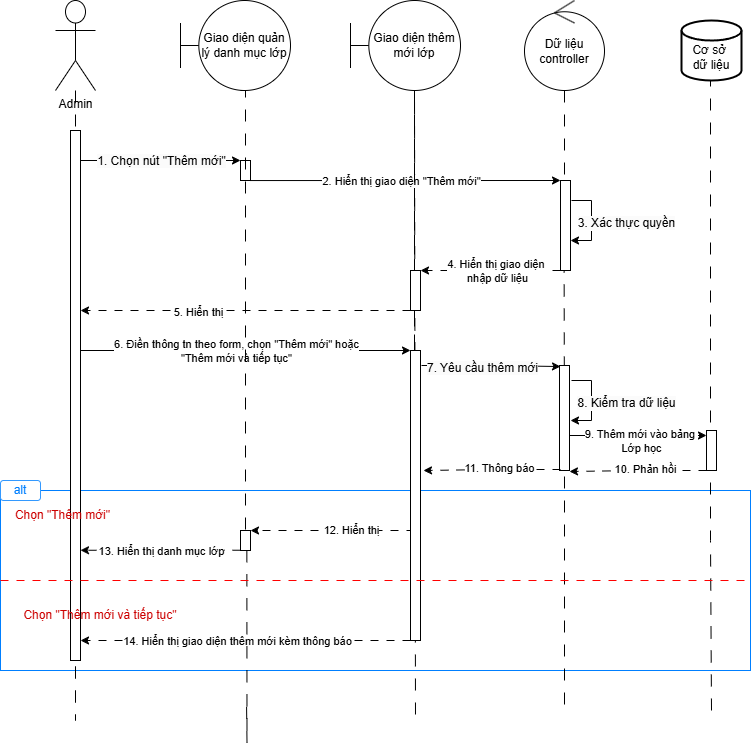 Giao diện quản
lý danh mục lớp
Giao diện thêm
mới lớp
Dữ liệu
controller
Cơ sở
dữ liệu
Admin
1. Chọn nút "Thêm mới"
2. Hiển thị giao diện "Thêm mới"
3. Xác thực quyền
4. Hiển thị giao diện
nhập dữ liệu
5. Hiển thị
6. Điền thông tn theo form, chọn "Thêm mới" hoặc
"Thêm mới và tiếp tục"
7. Yêu cầu thêm mới
8. Kiểm tra dữ liệu
9. Thêm mới vào bảng
Lớp học
10. Phản hồi
11. Thông báo
alt
Chọn "Thêm mới"
12. Hiển thị
13. Hiển thị danh mục lớp
Chọn "Thêm mới và tiếp tục"
14. Hiển thị giao diện thêm mới kèm thông báo